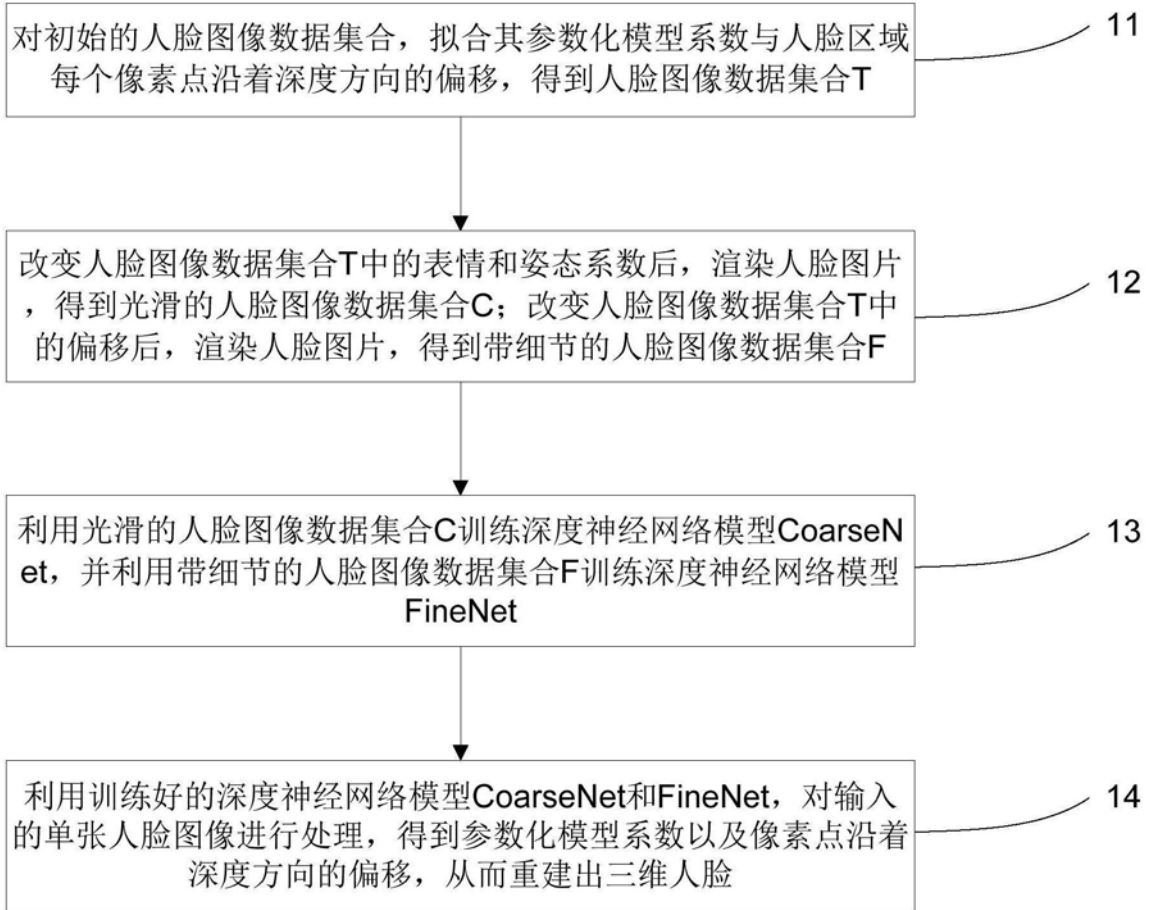 对初始的人脸图像数据集合，拟合其参数化模型系数与人脸区域
每个像素点沿着深度方向的偏移，得到人脸图像数据集合T
11
改变人脸图像数据集合T中的表情和姿态系数后，渲染人脸图片
，得到光滑的人脸图像数据集合C；改变人脸图像数据集合T中
的偏移后，渲染人脸图片，得到带细节的人脸图像数据集合F
12
利用光滑的人脸图像数据集合C训练深度神经网络模型CoarseN
et，并利用带细节的人脸图像数据集合F训练深度神经网络模型
FineNet
13
利用训练好的深度神经网络模型CoarseNet和FineNet，对输入
的单张人脸图像进行处理，得到参数化模型系数以及像素点沿着
深度方向的偏移，从而重建出三维人脸
14